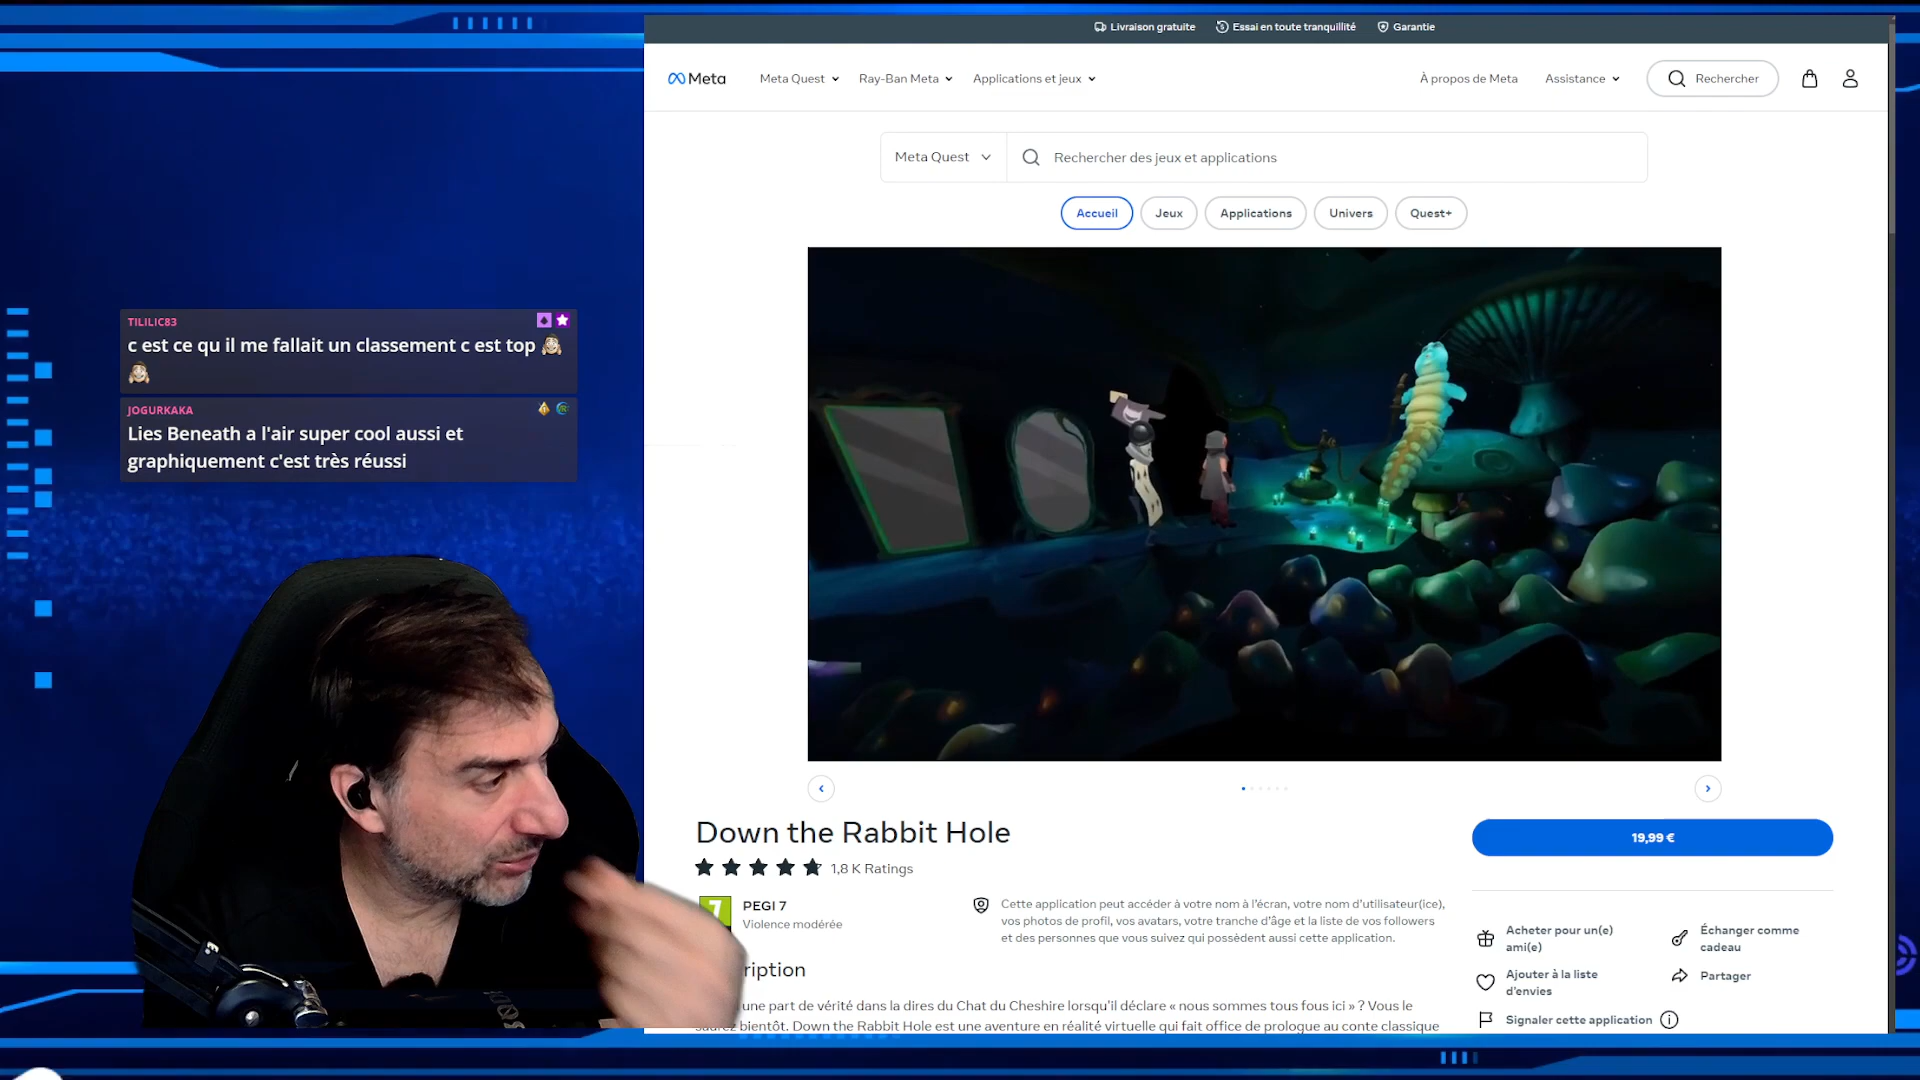 Livraison gratuite
Essai en toute tranquillité
Garantie
Meta
Meta Quest
Ray-Ban Meta
Applications et jeux
À propos de Meta
Assistance
Rechercher
Meta Quest
Rechercher des jeux et applications
Accueil
Jeux
Applications
Univers
Quest+
TILILIC83
c est ce qu il me fallait un classement c est top
JOGURKAKA
Lies Beneath a l'air super cool aussi et
graphiquement c'est très réussi
Down the Rabbit Hole
1,8 K Ratings
19,99 €
7
PEGI 7
Violence modérée
Cette application peut accéder à votre nom à l'écran, votre nom d'utilisateur(ice),
vos photos de profil, vos avatars, votre tranche d'âge et la liste de vos followers
et des personnes que vous suivez qui possèdent aussi cette application.
Acheter pour un(e)
ami(e)
Échanger comme
cadeau
Ajouter à la liste
d'envies
Partager
Signaler cette application
ription
une part de vérité dans la dires du Chat du Cheshire lorsqu'il déclare « nous sommes tous fous ici » ? Vous le
saurez bientôt. Down the Rabbit Hole est une aventure en réalité virtuelle qui fait office de prologue au conte classique